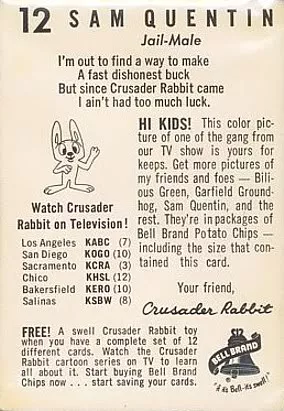 12 SAM QUENTIN
Jail-Male
I'm out to find a way to make
A fast dishonest buck
But since Crusader Rabbit came
I ain't had too much luck.
HI KIDS! This color pic-
ture of one of the gang from
our TV show is yours for
keeps. Get more pictures of
my friends and foes — Bili-
ous Green, Garfield Ground-
hog, Sam Quentin, and the
rest. They're in packages of
Bell Brand Potato Chips —
including the size that con-
tained this card.
Your friend,
Crusader Rabbit
Watch Crusader
Rabbit on Television!
Los Angeles KABC (7)
San Diego KOGO (10)
Sacramento KCRA (3)
Chico KHSL (12)
Bakersfield KERO (10)
Salinas KSBW (8)
FREE! A swell Crusader Rabbit toy
when you have a complete set of 12
different cards. Watch the Crusader
Rabbit cartoon series on TV to
learn all about it. Start buying Bell Brand
Chips now . . . start saving your cards.
BELL BRAND
"If it's Bell-it's swell!"